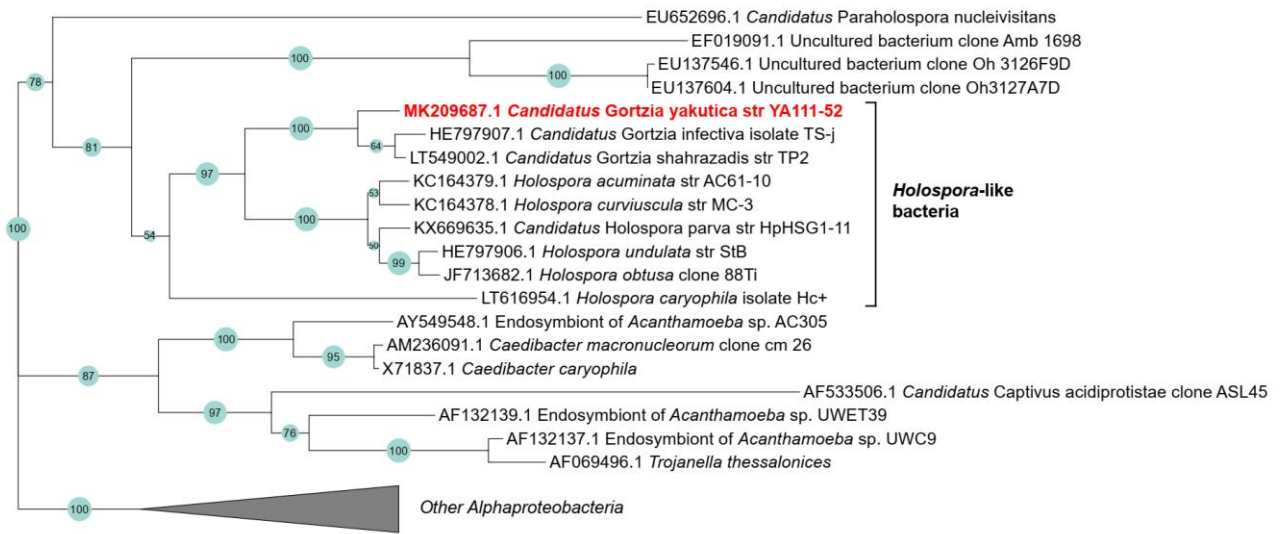 EU652696.1 Candidatus Paraholospora nucleivisitans
EF019091.1 Uncultured bacterium clone Amb 1698
100
EU137546.1 Uncultured bacterium clone Oh 3126F9D
100
78
EU137604.1 Uncultured bacterium clone Oh3127A7D
MK209687.1 Candidatus Gortzia yakutica str YA111-52
100
HE797907.1 Candidatus Gortzia infectiva isolate TS-j
64
81
LT549002.1 Candidatus Gortzia shahrazadis str TP2
97
KC164379.1 Holospora acuminata str AC61-10
53
Holospora-like
bacteria
KC164378.1 Holospora curviuscula str MC-3
100
100
KX669635.1 Candidatus Holospora parva str HpHSG1-11
54
50
HE797906.1 Holospora undulata str StB
99
JF713682.1 Holospora obtusa clone 88Ti
LT616954.1 Holospora caryophila isolate Hc+
AY549548.1 Endosymbiont of Acanthamoeba sp. AC305
100
AM236091.1 Caedibacter macronucleorum clone cm 26
95
X71837.1 Caedibacter caryophila
87
AF533506.1 Candidatus Captivus acidiprotistae clone ASL45
97
AF132139.1 Endosymbiont of Acanthamoeba sp. UWET39
76
AF132137.1 Endosymbiont of Acanthamoeba sp. UWC9
100
AF069496.1 Trojanella thessalonices
100
Other Alphaproteobacteria